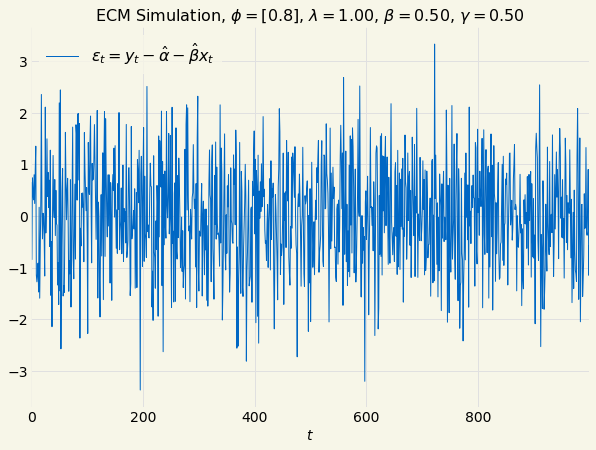 ECM Simulation, ϕ = [0.8], λ = 1.00, β = 0.50, γ = 0.50
ε_t = y_t − α̂ − β̂x_t
3
2
1
0
−1
−2
−3
0 200 400 600 800
t